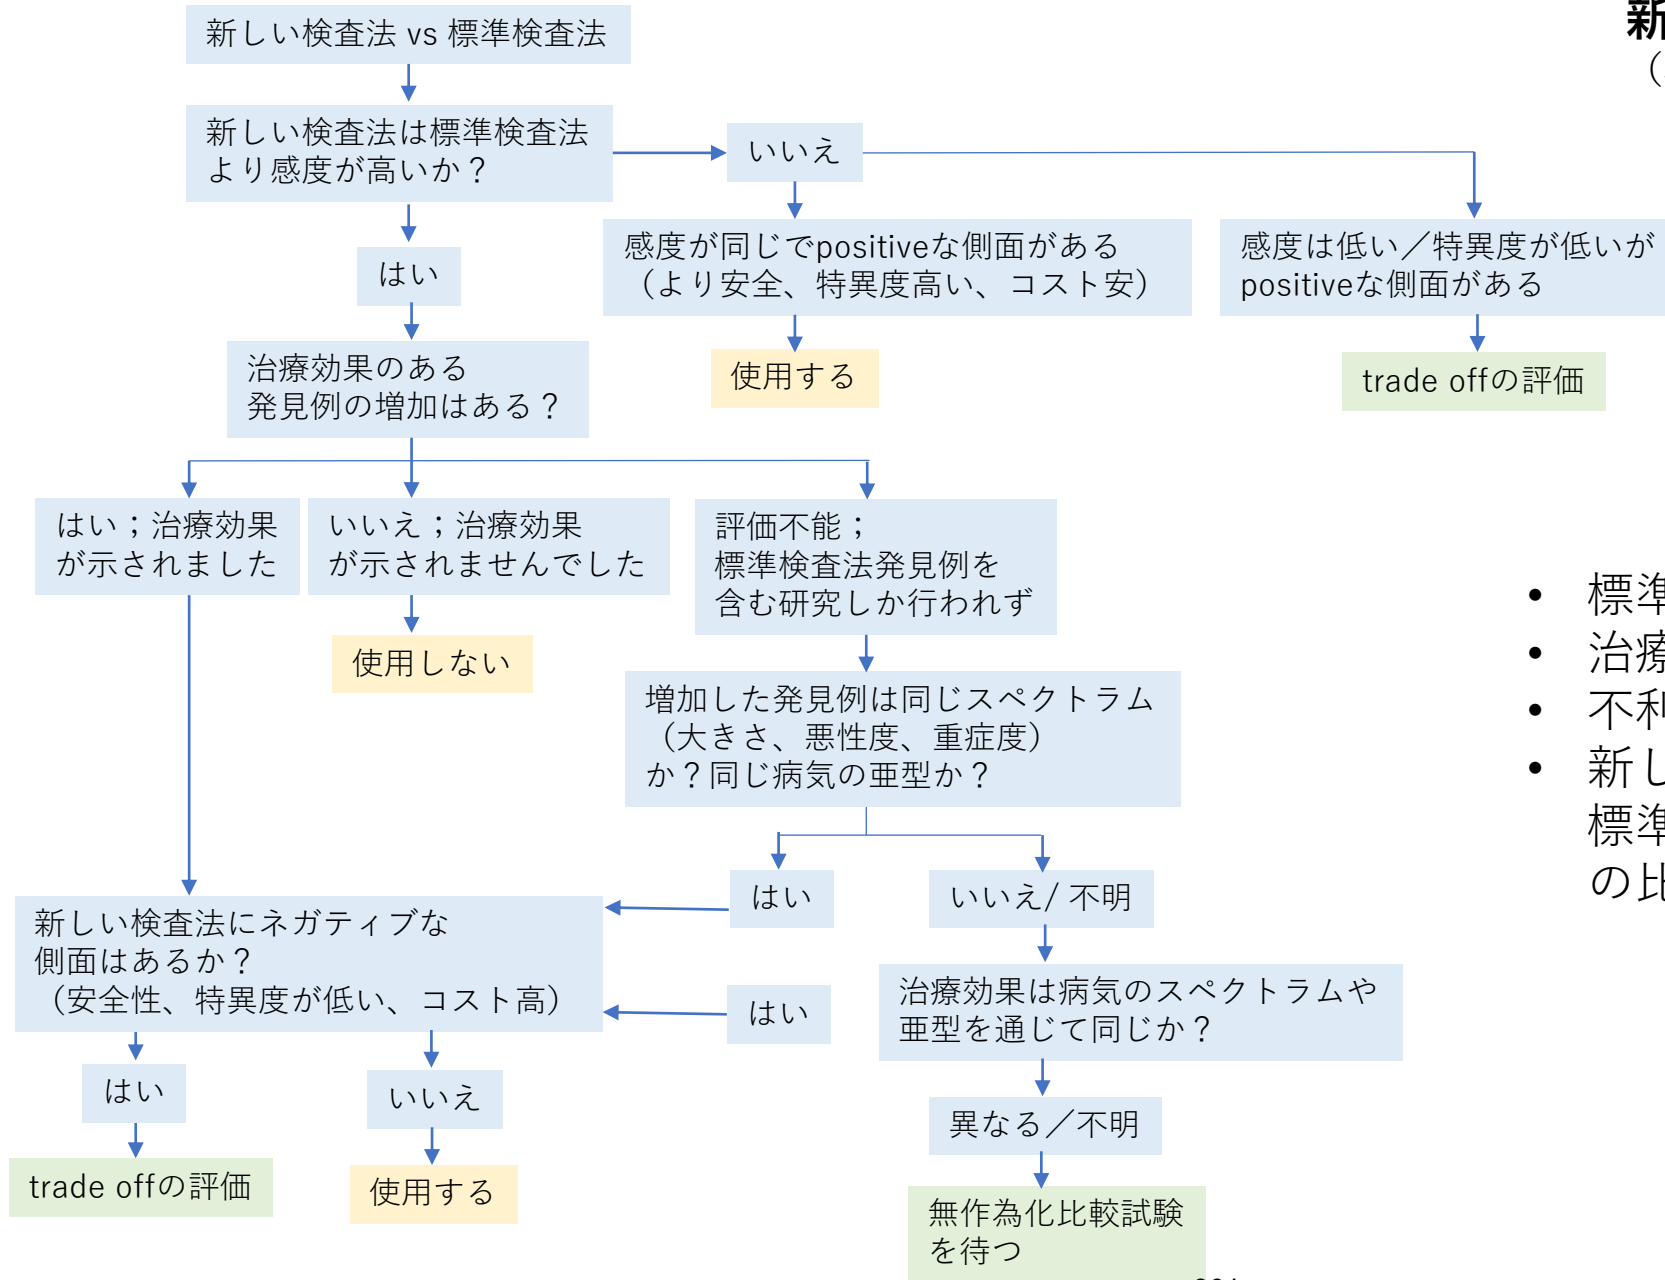 新しい検査法 vs 標準検査法
新しい検査法は標準検査法
より感度が高いか？
いいえ
はい
感度が同じでpositiveな側面がある
（より安全、特異度高い、コスト安）
感度は低い／特異度が低いが
positiveな側面がある
使用する
trade offの評価
治療効果のある
発見例の増加はある？
はい；治療効果
が示されました
いいえ；治療効果
が示されませんでした
評価不能；
標準検査法発見例を
含む研究しか行われず
使用しない
増加した発見例は同じスペクトラム
（大きさ、悪性度、重症度）
か？同じ病気の亜型か？
はい
いいえ/ 不明
新しい検査法にネガティブな
側面はあるか？
（安全性、特異度が低い、コスト高）
はい
治療効果は病気のスペクトラムや
亜型を通じて同じか？
はい
いいえ
異なる／不明
trade offの評価
使用する
無作為化比較試験
を待つ
新
（
• 標準
• 治療
• 不利
• 新し
標準
の比